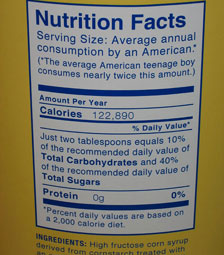 Nutrition Facts
Serving Size: Average annual
consumption by an American.*
(*The average American teenage boy
consumes nearly twice this amount.)
Amount Per Year
Calories 122,890
% Daily Value*
Just two tablespoons equals 10%
of the recommended daily value of
Total Carbohydrates and 40%
of the recommended daily value of
Total Sugars
Protein 0g 0%
*Percent daily values are based on
a 2,000 calorie diet.
INGREDIENTS: High fructose corn syrup
derived from cornstarch treated with